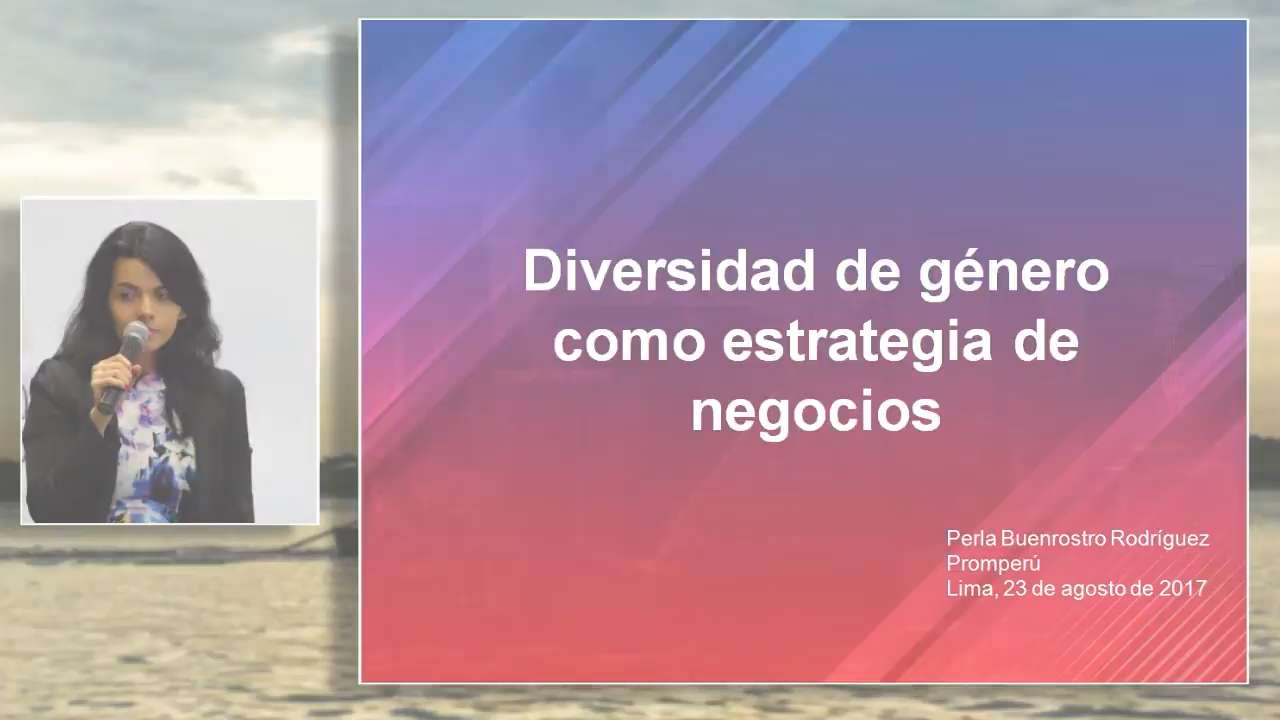 Diversidad de género
como estrategia de
negocios
Perla Buenrostro Rodríguez
Promperú
Lima, 23 de agosto de 2017